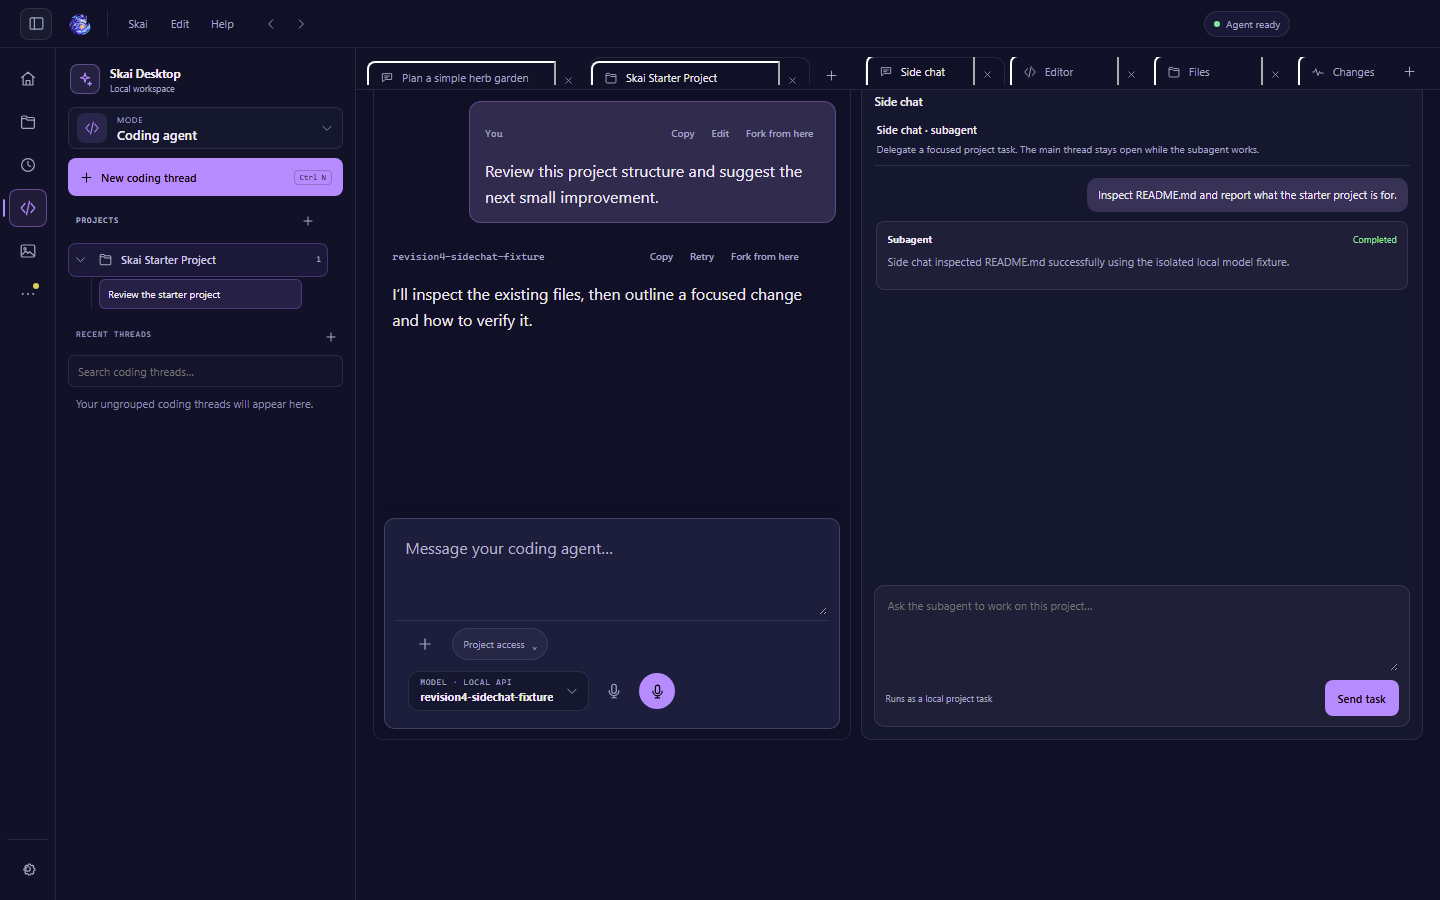 Skai
Edit
Help
Agent ready
Skai Desktop
Local workspace
MODE
Coding agent
New coding thread
Ctrl N
PROJECTS
Skai Starter Project
1
Review the starter project
RECENT THREADS
Search coding threads...
Your ungrouped coding threads will appear here.
Plan a simple herb garden
Skai Starter Project
You
Copy
Edit
Fork from here
Review this project structure and suggest the
next small improvement.
revision4-sidechat-fixture
Copy
Retry
Fork from here
I'll inspect the existing files, then outline a focused change
and how to verify it.
Message your coding agent...
Project access
MODEL · LOCAL API
revision4-sidechat-fixture
Side chat
Editor
Files
Changes
Side chat
Side chat · subagent
Delegate a focused project task. The main thread stays open while the subagent works.
Inspect README.md and report what the starter project is for.
Subagent
Completed
Side chat inspected README.md successfully using the isolated local model fixture.
Ask the subagent to work on this project...
Runs as a local project task
Send task